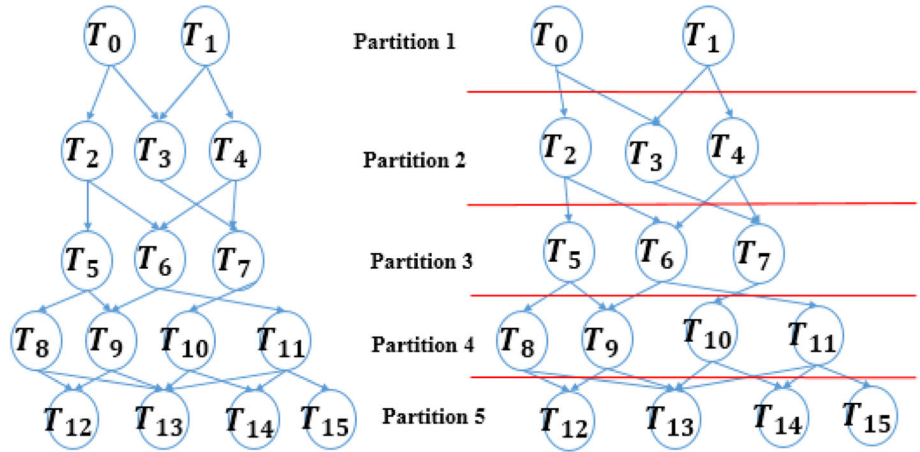 T0 T1 Partition 1 T0 T1
T2 T3 T4 Partition 2 T2 T3 T4
T5 T6 T7 Partition 3 T5 T6 T7
T8 T9 T10 T11 Partition 4 T8 T9 T10 T11
T12 T13 T14 T15 Partition 5 T12 T13 T14 T15